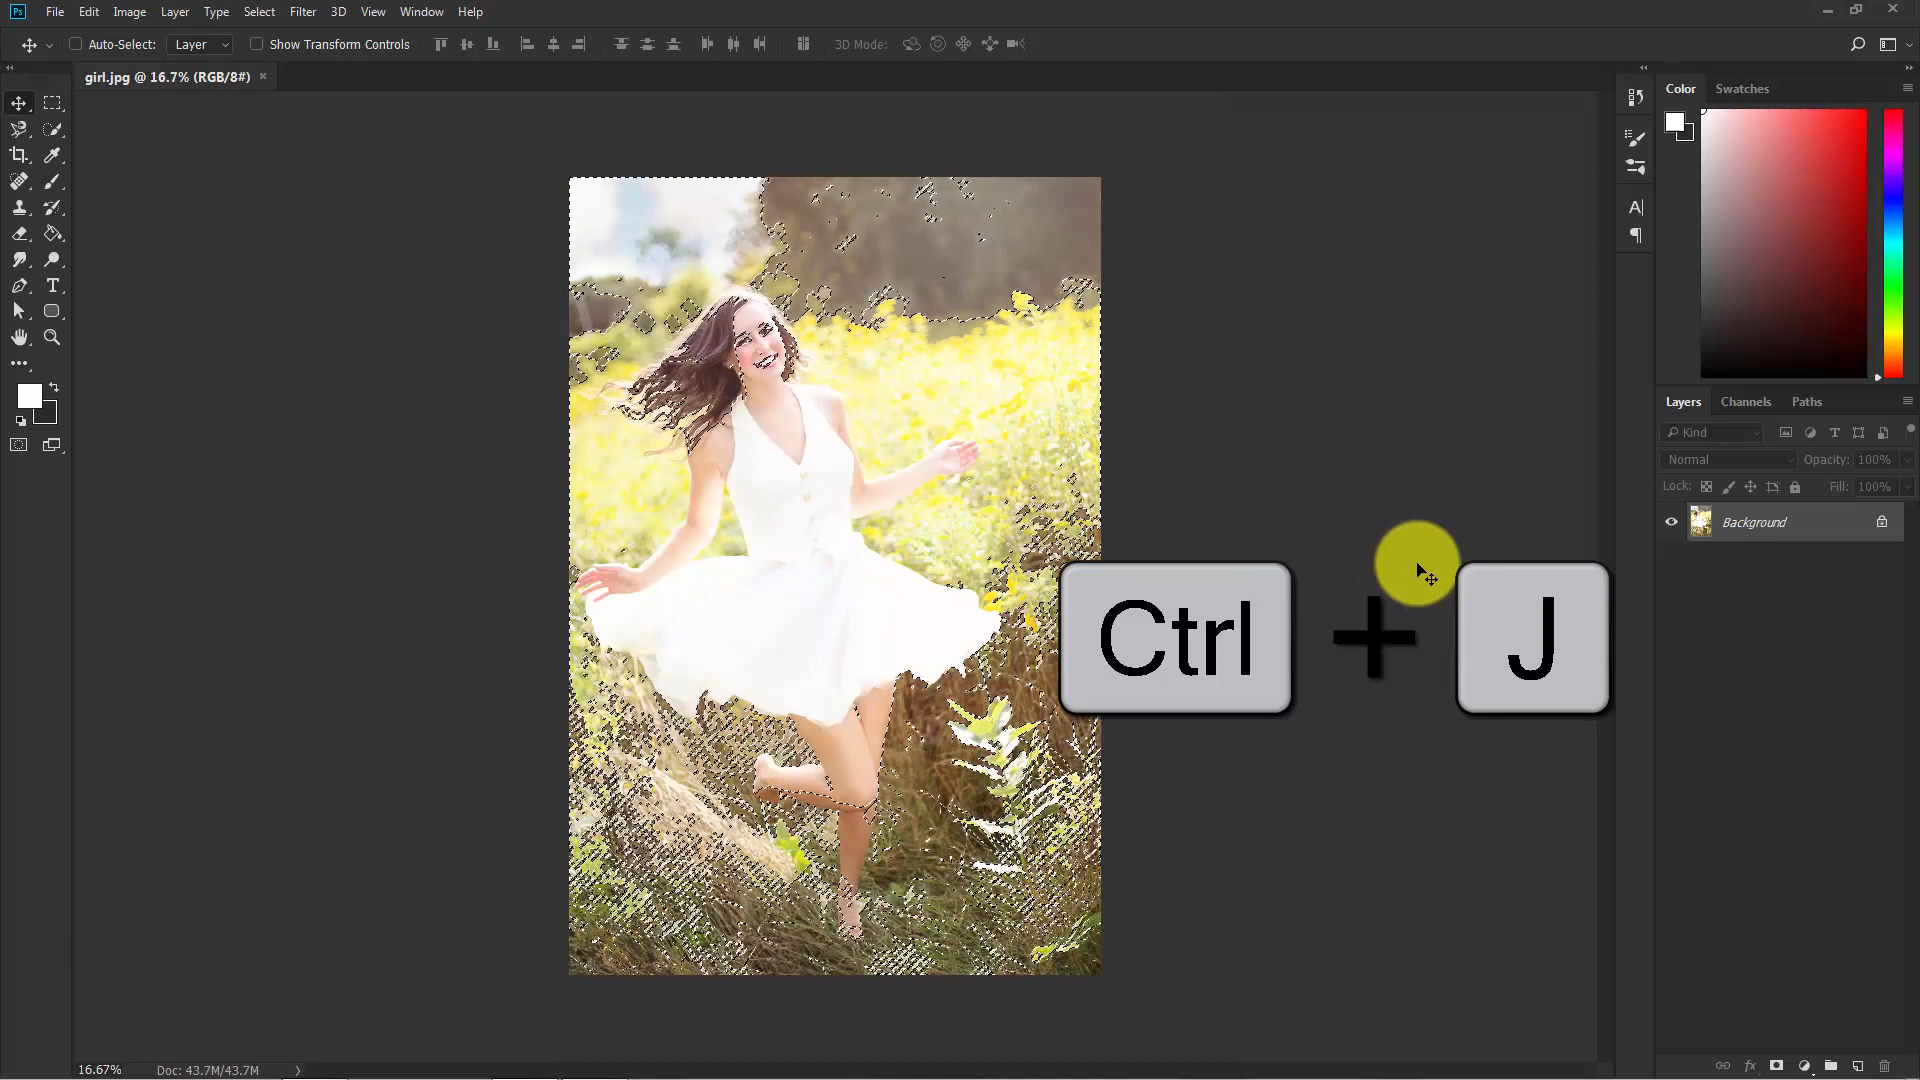 Ps File Edit Image Layer Type Select Filter 3D View Window Help
Auto-Select: Layer Show Transform Controls 3D Mode:
girl.jpg @ 16.7% (RGB/8#)
Color Swatches
Layers Channels Paths
Kind
Normal Opacity: 100%
Lock: Fill: 100%
Background
Ctrl + J
16.67% Doc: 43.7M/43.7M